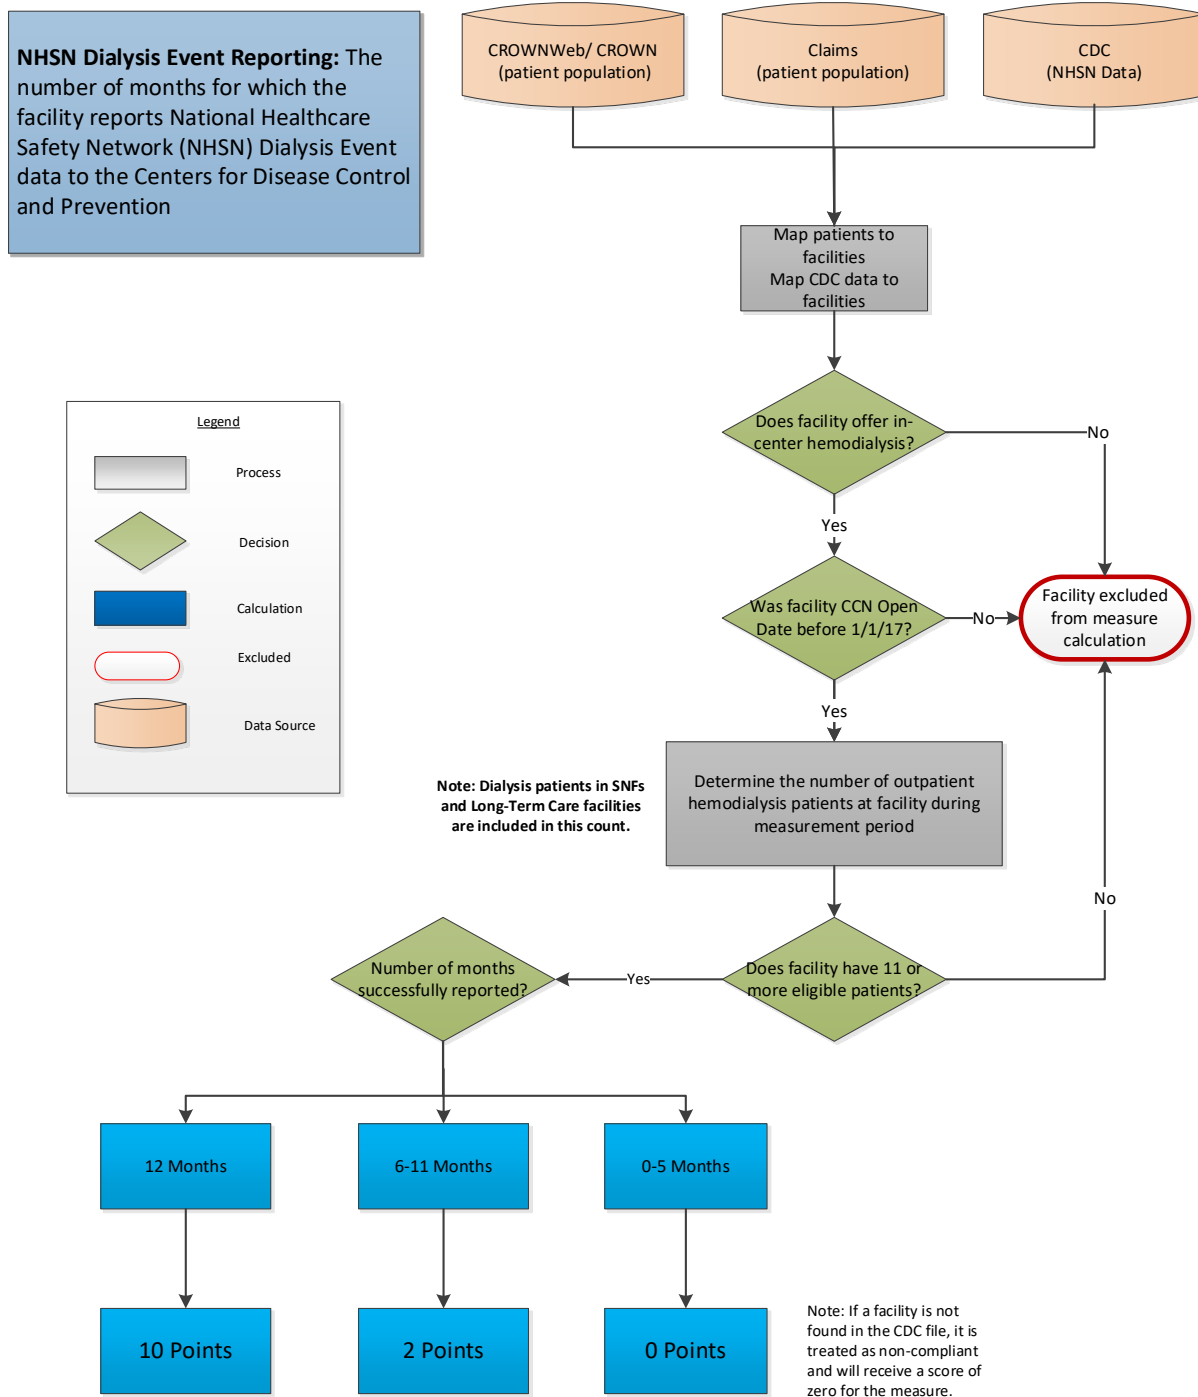 NHSN Dialysis Event Reporting: The
number of months for which the
facility reports National Healthcare
Safety Network (NHSN) Dialysis Event
data to the Centers for Disease Control
and Prevention
CROWNWeb/ CROWN
(patient population)
Claims
(patient population)
CDC
(NHSN Data)
Map patients to
facilities
Map CDC data to
facilities
Legend
Process
Decision
Calculation
Excluded
Data Source
Does facility offer in-
center hemodialysis?
No
Yes
Was facility CCN Open
Date before 1/1/17?
No
Facility excluded
from measure
calculation
Yes
Note: Dialysis patients in SNFs
and Long-Term Care facilities
are included in this count.
Determine the number of outpatient
hemodialysis patients at facility during
measurement period
No
Does facility have 11 or
more eligible patients?
Yes
Number of months
successfully reported?
12 Months
6-11 Months
0-5 Months
10 Points
2 Points
0 Points
Note: If a facility is not
found in the CDC file, it is
treated as non-compliant
and will receive a score of
zero for the measure.